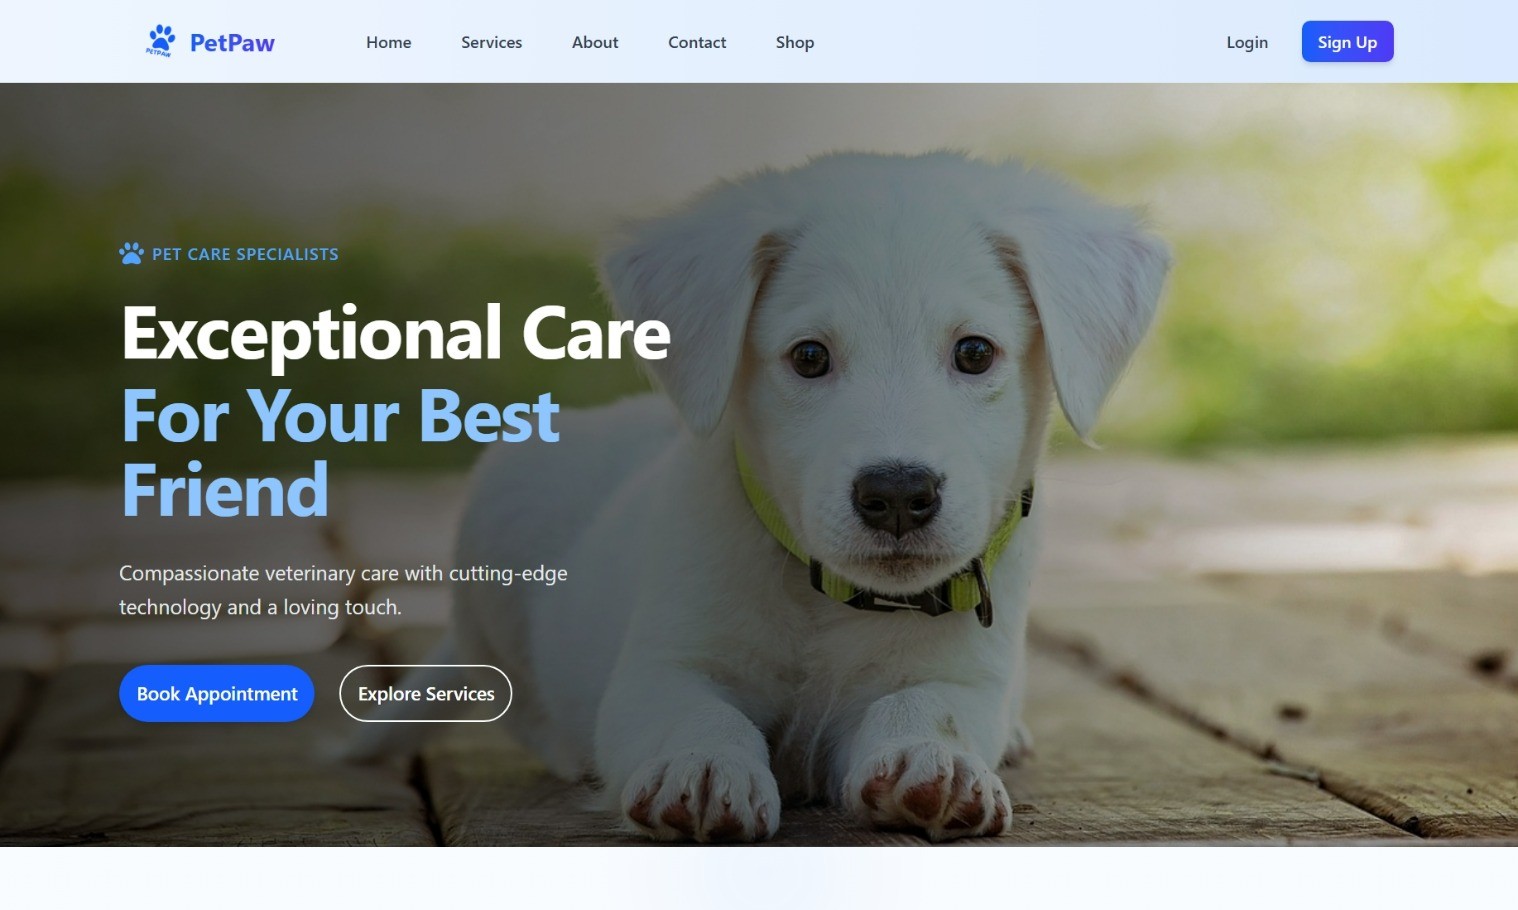 PETPAW
PetPaw
Home
Services
About
Contact
Shop
Login
Sign Up
PET CARE SPECIALISTS
Exceptional Care
For Your Best
Friend
Compassionate veterinary care with cutting-edge
technology and a loving touch.
Book Appointment
Explore Services